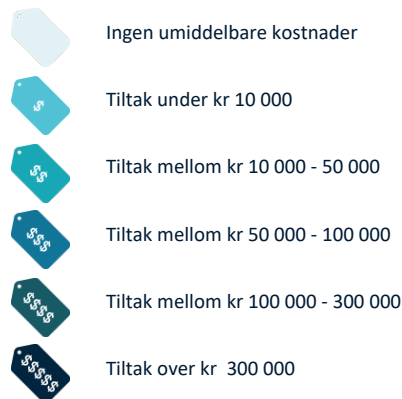 Ingen umiddelbare kostnader
$ Tiltak under kr 10 000
$$ Tiltak mellom kr 10 000 - 50 000
$$$ Tiltak mellom kr 50 000 - 100 000
$$$$ Tiltak mellom kr 100 000 - 300 000
$$$$$ Tiltak over kr  300 000